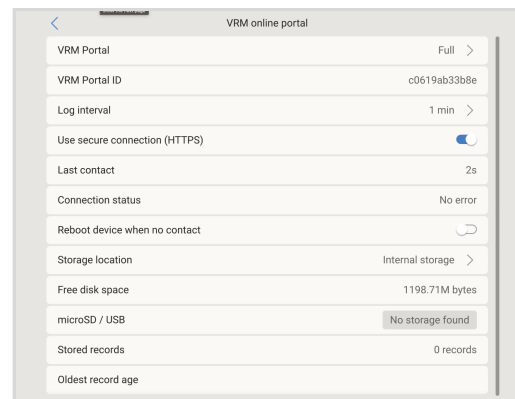 VRM online portal
VRM Portal
Full
VRM Portal ID
c0619ab33b8e
Log interval
1 min
Use secure connection (HTTPS)
Last contact
2s
Connection status
No error
Reboot device when no contact
Storage location
Internal storage
Free disk space
1198.71M bytes
microSD / USB
No storage found
Stored records
0 records
Oldest record age